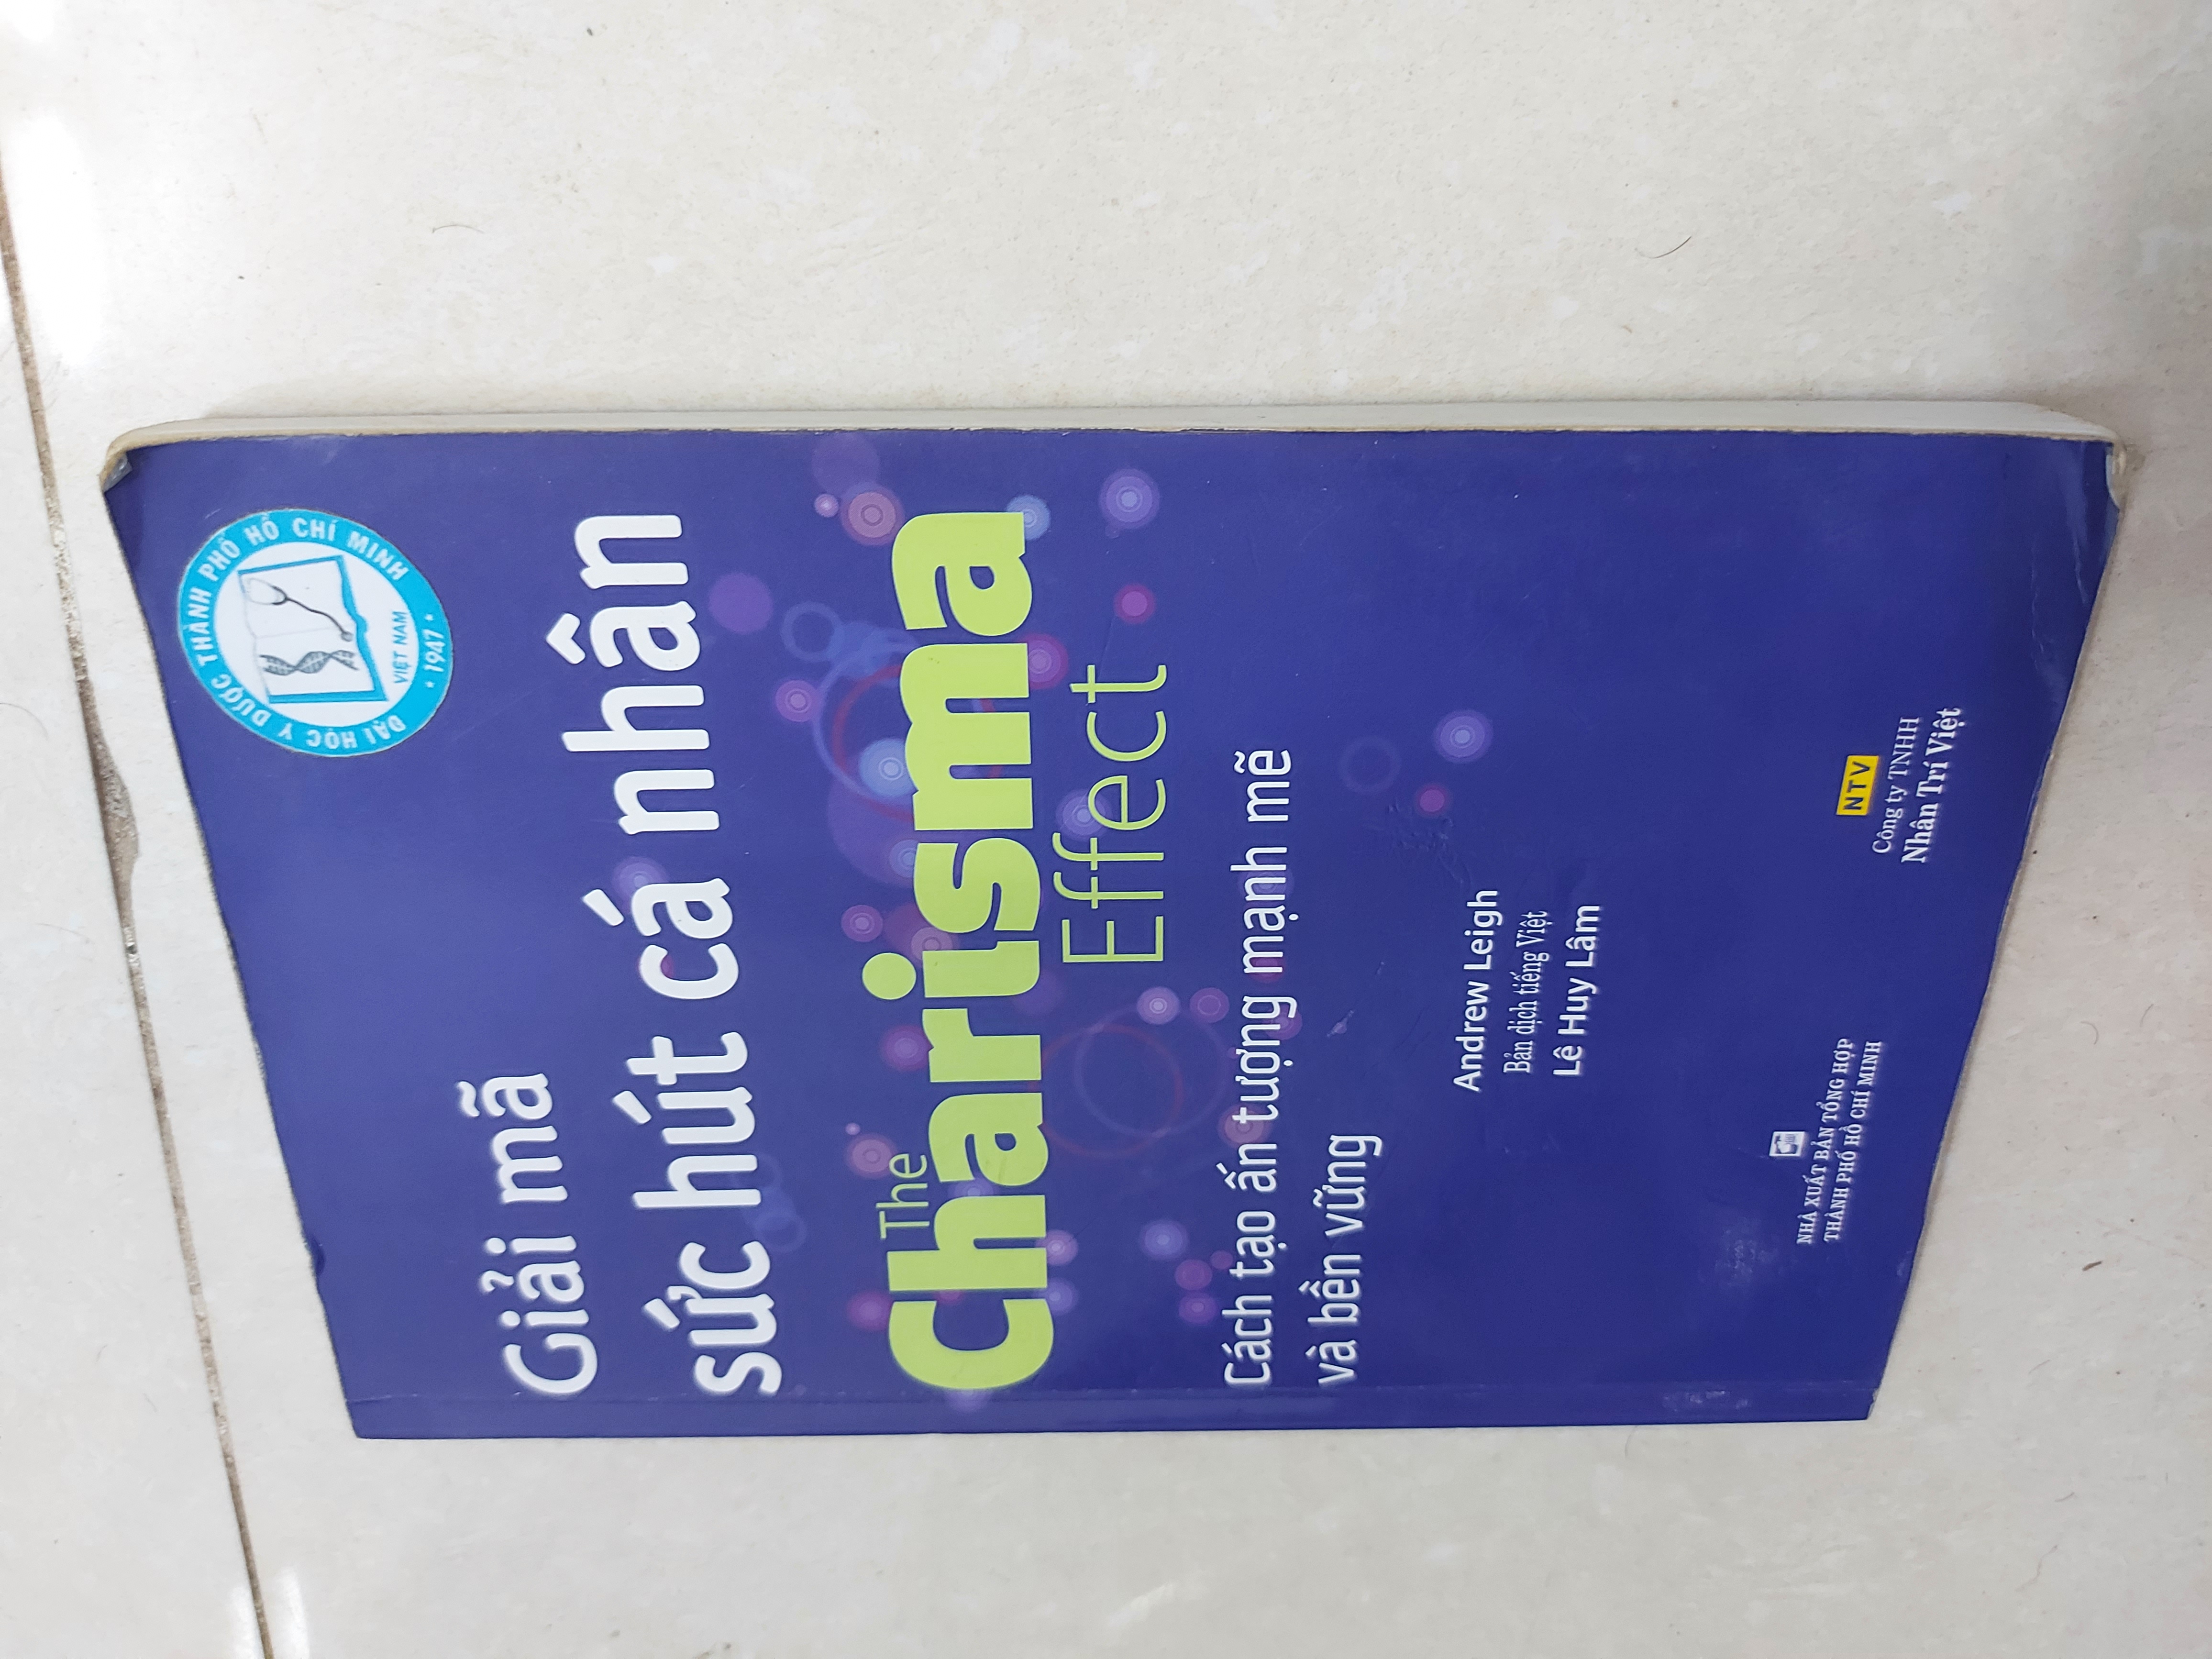 ĐẠI HỌC Y DƯỢC THÀNH PHỐ HỒ CHÍ MINH
VIỆT NAM
• 1947 •
Giải mã
sức hút cá nhân
The
Charisma
Effect
Cách tạo ấn tượng mạnh mẽ
và bền vững
Andrew Leigh
Bản dịch tiếng Việt
Lê Huy Lâm
NHÀ XUẤT BẢN TỔNG HỢP
THÀNH PHỐ HỒ CHÍ MINH
NTV
Công ty TNHH
Nhân Trí Việt